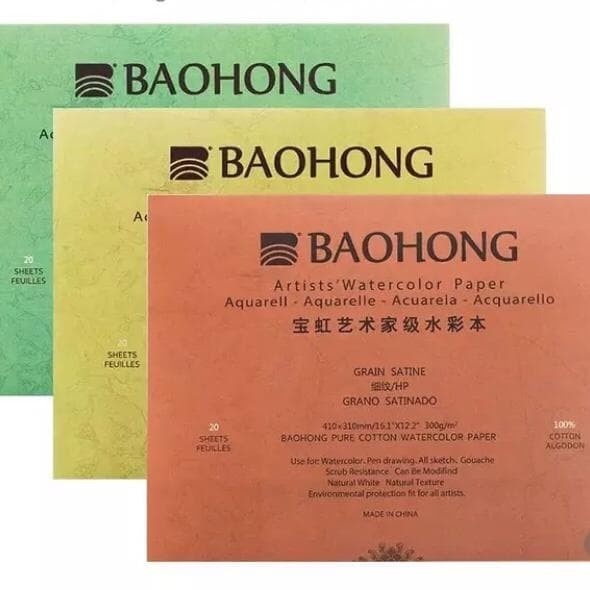 BAOHONG
20
SHEETS
FEUILLES
BAOHONG
20
SHEETS
FEUILLES
BAOHONG
Artists' Watercolor Paper
Aquarell - Aquarelle - Acuarela - Acquarello
宝虹艺术家级水彩本
GRAIN SATINE
细纹/HP
GRANO SATINADO
20
SHEETS
FEUILLES
410×310mm/16.1"X12.2" 300g/m²
BAOHONG PURE COTTON WATERCOLOR PAPER
100%
COTTON
ALGODON
Use for: Watercolor. Pen drawing. All sketch. Gouache
Scrub Resistance Can Be Modifind
Natural White Natural Texture
Environmental protection fit for all artists.
MADE IN CHINA